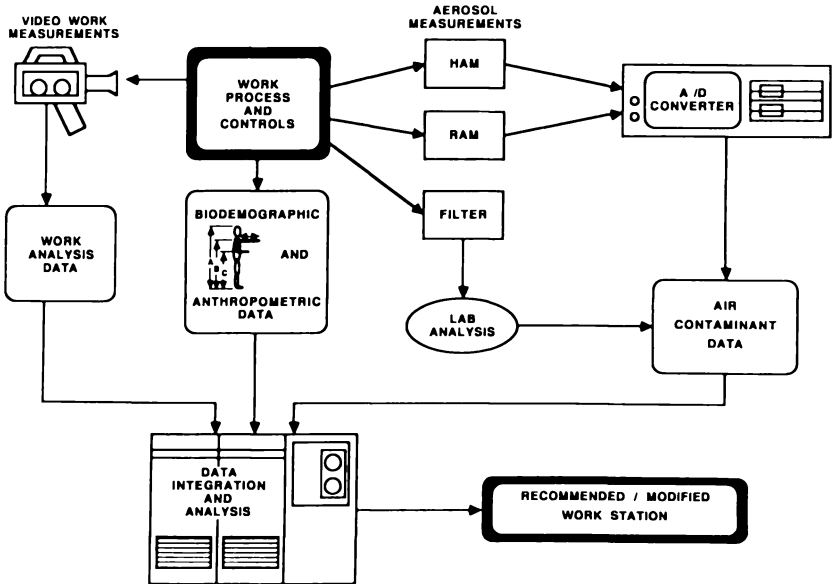 VIDEO WORK
MEASUREMENTS
AEROSOL
MEASUREMENTS
WORK
PROCESS
AND
CONTROLS
HAM
RAM
FILTER
A/D
CONVERTER
WORK
ANALYSIS
DATA
BIODEMOGRAPHIC
A
B
C
AND
ANTHROPOMETRIC
DATA
LAB
ANALYSIS
AIR
CONTAMINANT
DATA
DATA
INTEGRATION
AND
ANALYSIS
RECOMMENDED / MODIFIED
WORK STATION